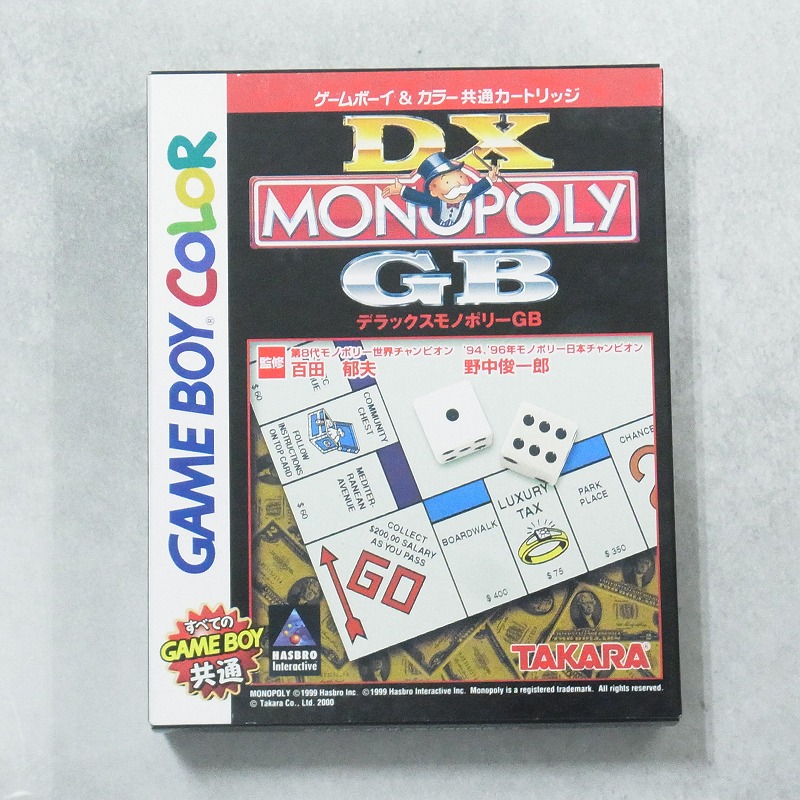 ゲームボーイ & カラー共通カートリッジ
DX
MONOPOLY
GB
デラックスモノポリーGB
GAME BOY® COLOR
監修
第8代モノポリー世界チャンピオン
百田 郁夫
'94,'96年モノポリー日本チャンピオン
野中俊一郎
$60
COMMUNITY
CHEST
FOLLOW
INSTRUCTIONS
ON TOP CARD
MEDITER-
RANEAN
AVENUE
$60
COLLECT
$200.00 SALARY
AS YOU PASS
GO
BOARDWALK
$400
LUXURY
TAX
$75
PARK
PLACE
$350
CHANCE
?
すべての
GAME BOY
共通
HASBRO
Interactive
TAKARA®
MONOPOLY ©1999 Hasbro Inc. ©1999 Hasbro Interactive Inc. Monopoly is a registered trademark. All rights reserved.
© Takara Co., Ltd. 2000